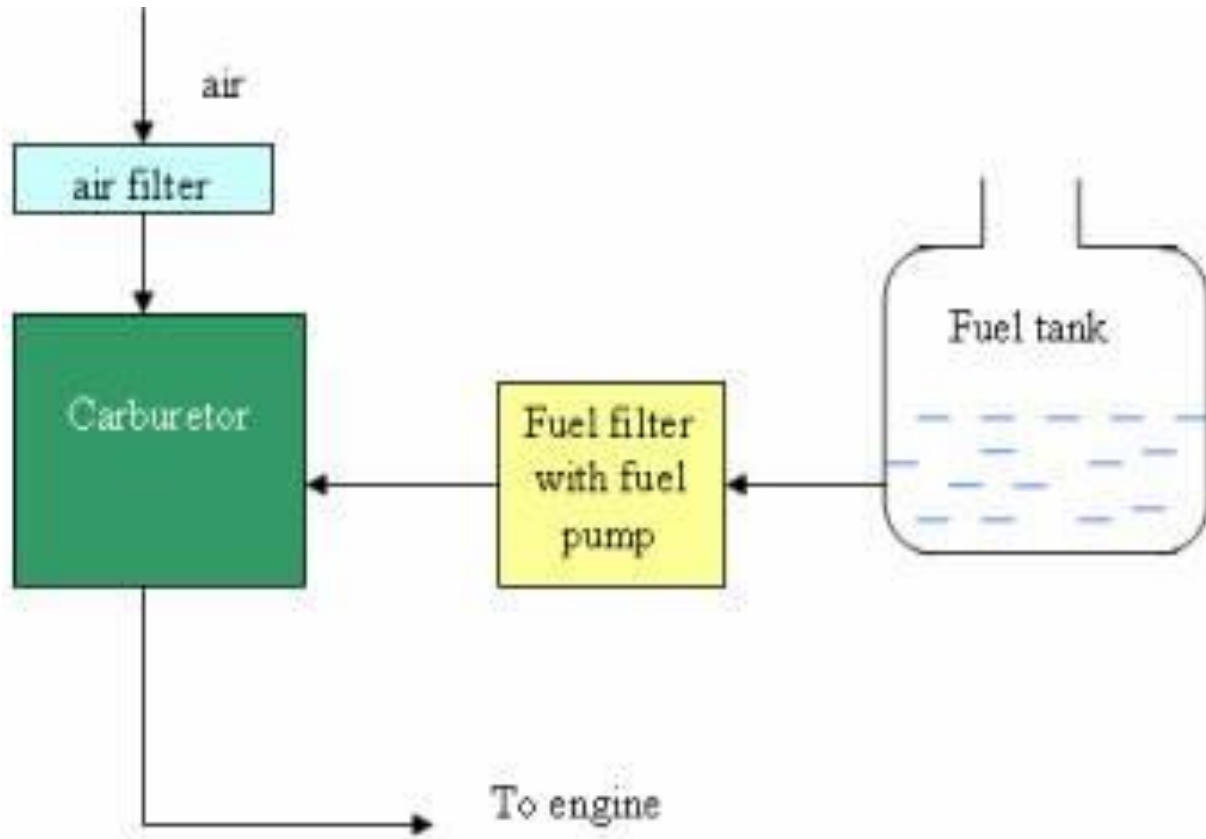 air
air filter
Fuel tank
Carburetor
Fuel filter
with fuel
pump
To engine